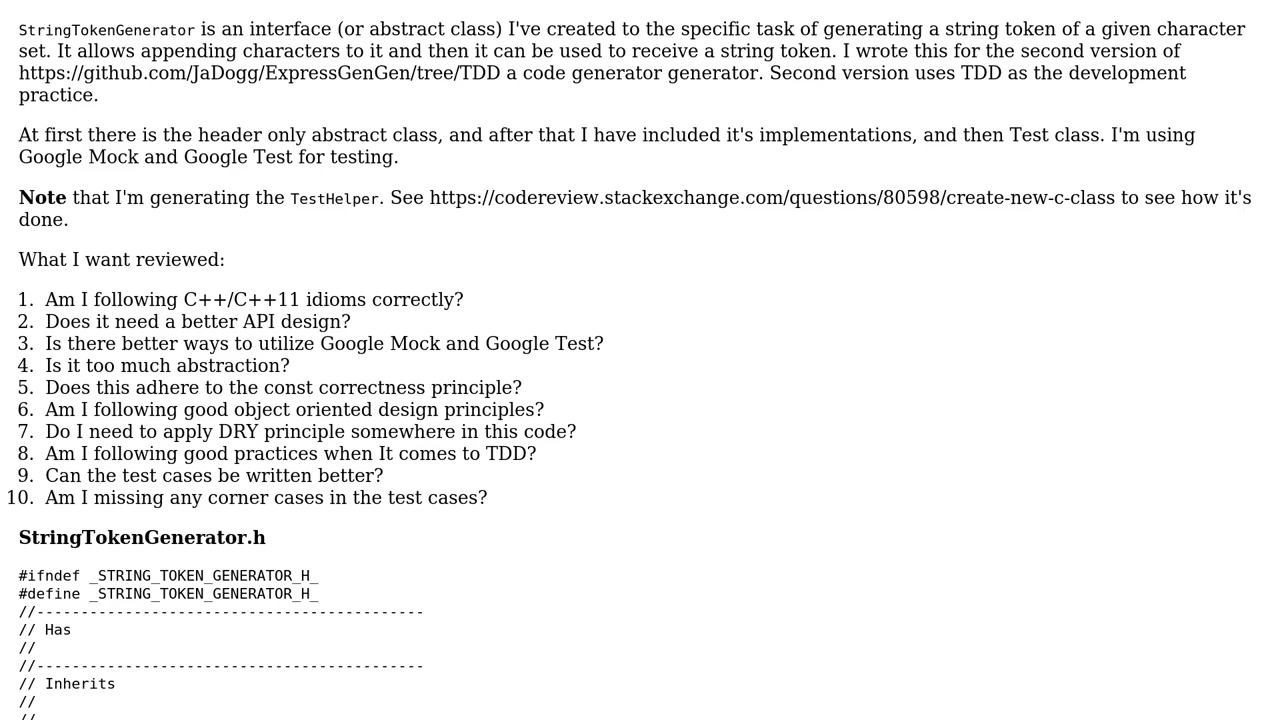 StringTokenGenerator is an interface (or abstract class) I've created to the specific task of generating a string token of a given character
set. It allows appending characters to it and then it can be used to receive a string token. I wrote this for the second version of
https://github.com/JaDogg/ExpressGenGen/tree/TDD a code generator generator. Second version uses TDD as the development
practice.
At first there is the header only abstract class, and after that I have included it's implementations, and then Test class. I'm using
Google Mock and Google Test for testing.
Note that I'm generating the TestHelper. See https://codereview.stackexchange.com/questions/80598/create-new-c-class to see how it's
done.
What I want reviewed:
1. Am I following C++/C++11 idioms correctly?
2. Does it need a better API design?
3. Is there better ways to utilize Google Mock and Google Test?
4. Is it too much abstraction?
5. Does this adhere to the const correctness principle?
6. Am I following good object oriented design principles?
7. Do I need to apply DRY principle somewhere in this code?
8. Am I following good practices when It comes to TDD?
9. Can the test cases be written better?
10. Am I missing any corner cases in the test cases?
StringTokenGenerator.h
#ifndef _STRING_TOKEN_GENERATOR_H_
#define _STRING_TOKEN_GENERATOR_H_
//--------------------------------------------
// Has
//
//--------------------------------------------
// Inherits
//
//